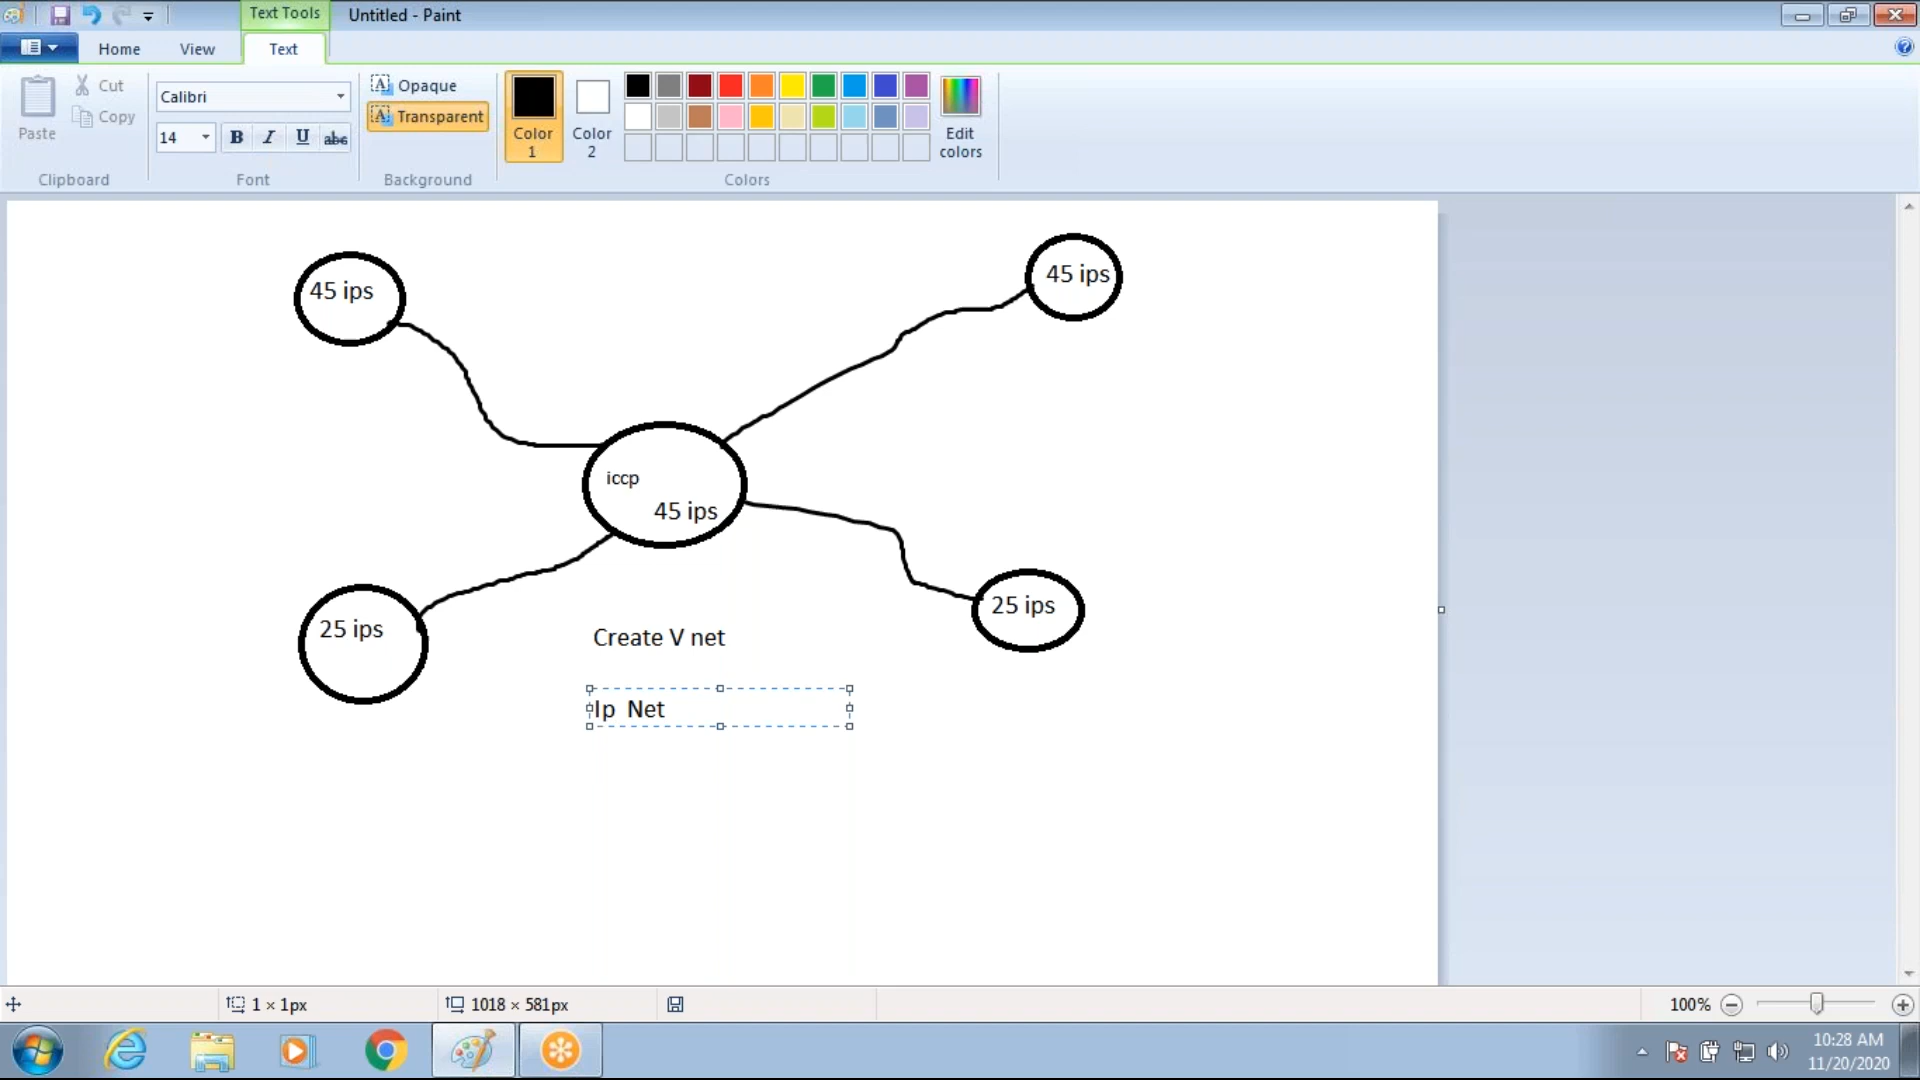 Text Tools
Untitled - Paint
Home
View
Text
Paste
Cut
Copy
Clipboard
Calibri
14
B
I
U
abc
Font
Opaque
Transparent
Background
Color
1
Color
2
Edit
colors
Colors
45 ips
45 ips
iccp
45 ips
25 ips
25 ips
Create V net
Ip  Net
1 × 1px
1018 × 581px
100%
10:28 AM
11/20/2020